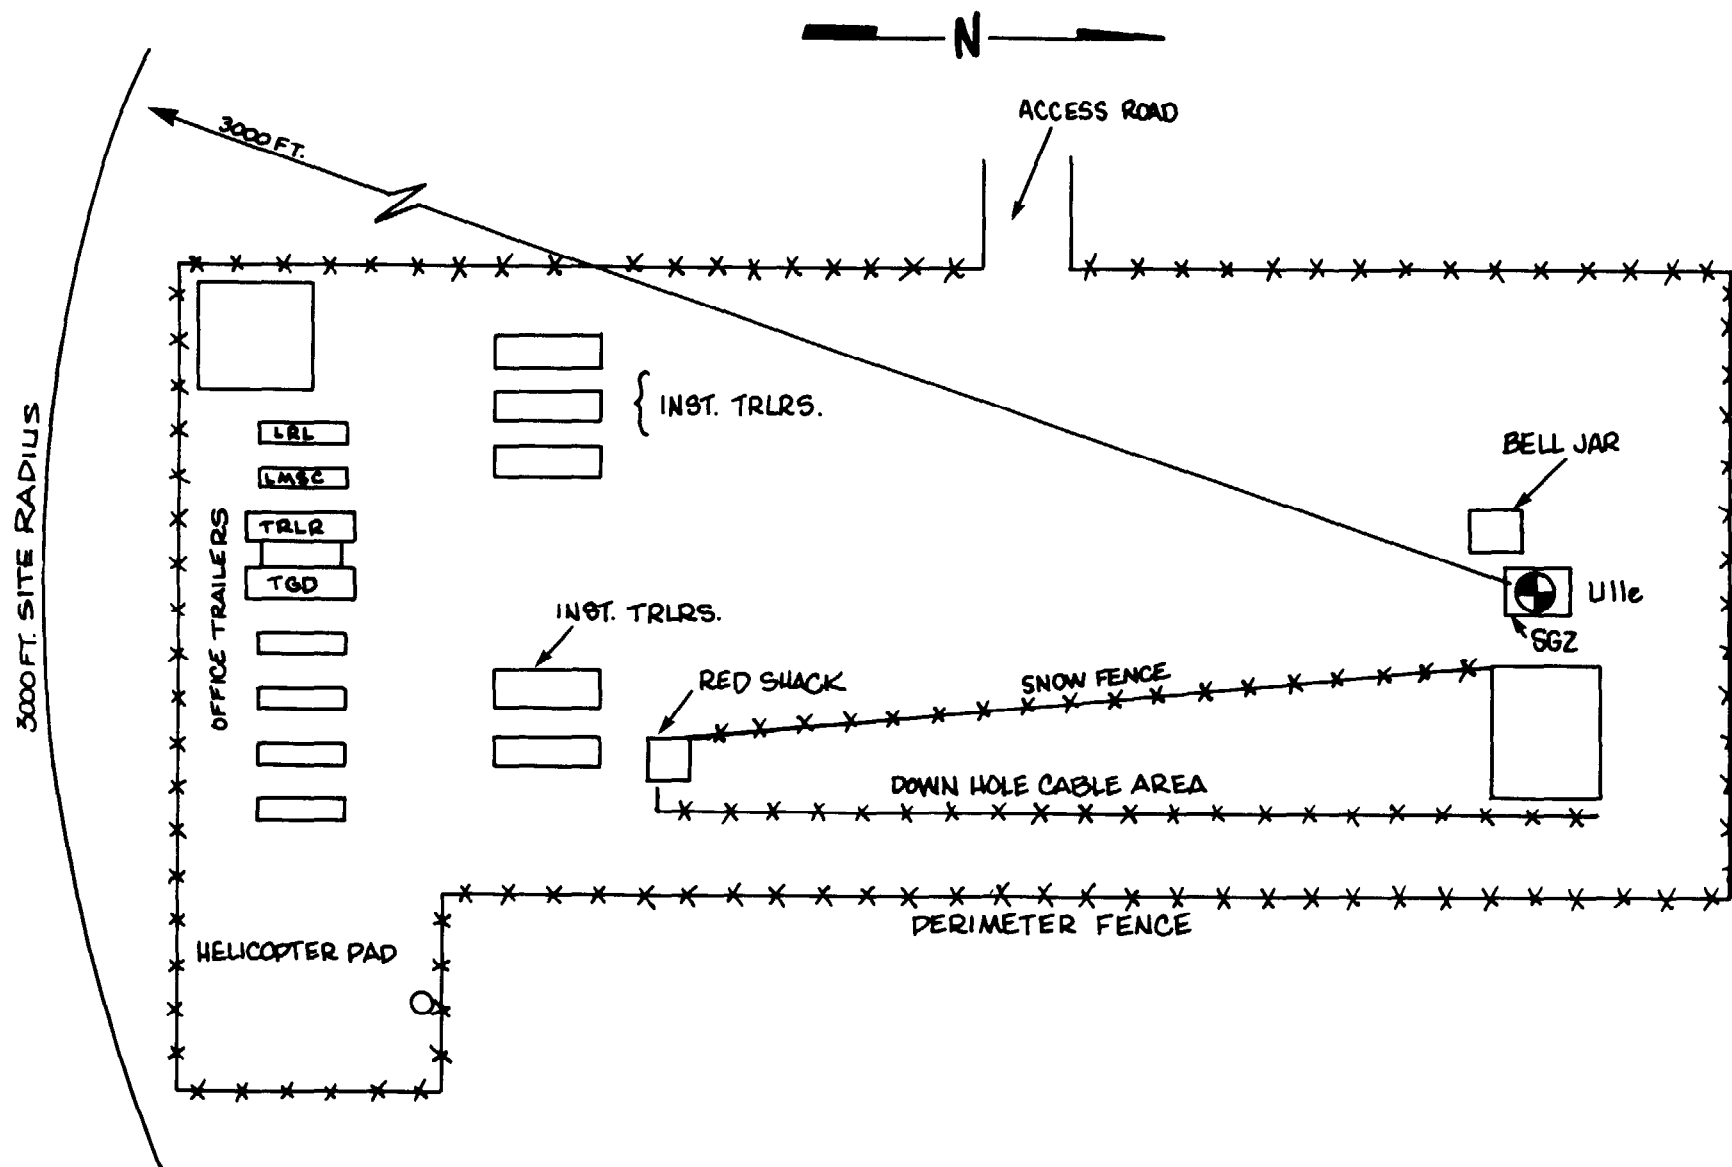 N
ACCESS ROAD
3000 FT.
3000 FT. SITE RADIUS
INST. TRLRS.
LRL
LMSC
TRLR
TGD
OFFICE TRAILERS
BELL JAR
U11e
SGZ
INST. TRLRS.
RED SHACK
SNOW FENCE
DOWN HOLE CABLE AREA
PERIMETER FENCE
HELICOPTER PAD